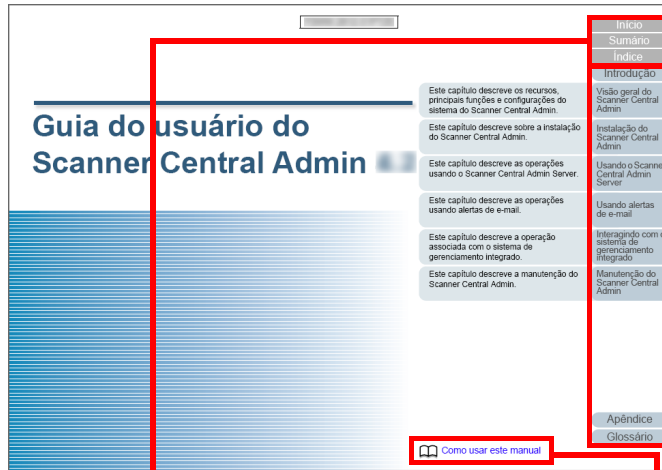 Início
Sumário
Índice
Introdução
Guia do usuário do
Scanner Central Admin
Este capítulo descreve os recursos,
principais funções e configurações do
sistema do Scanner Central Admin.
Visão geral do
Scanner Central
Admin
Este capítulo descreve sobre a instalação
do Scanner Central Admin.
Instalação do
Scanner Central
Admin
Este capítulo descreve as operações
usando o Scanner Central Admin Server.
Usando o Scanne
Central Admin
Server
Este capítulo descreve as operações
usando alertas de e-mail.
Usando alertas
de e-mail
Este capítulo descreve a operação
associada com o sistema de
gerenciamento integrado.
Interagindo com o
sistema de
gerenciamento
integrado
Este capítulo descreve a manutenção do
Scanner Central Admin.
Manutenção do
Scanner Central
Admin
Apêndice
Glossário
Como usar este manual